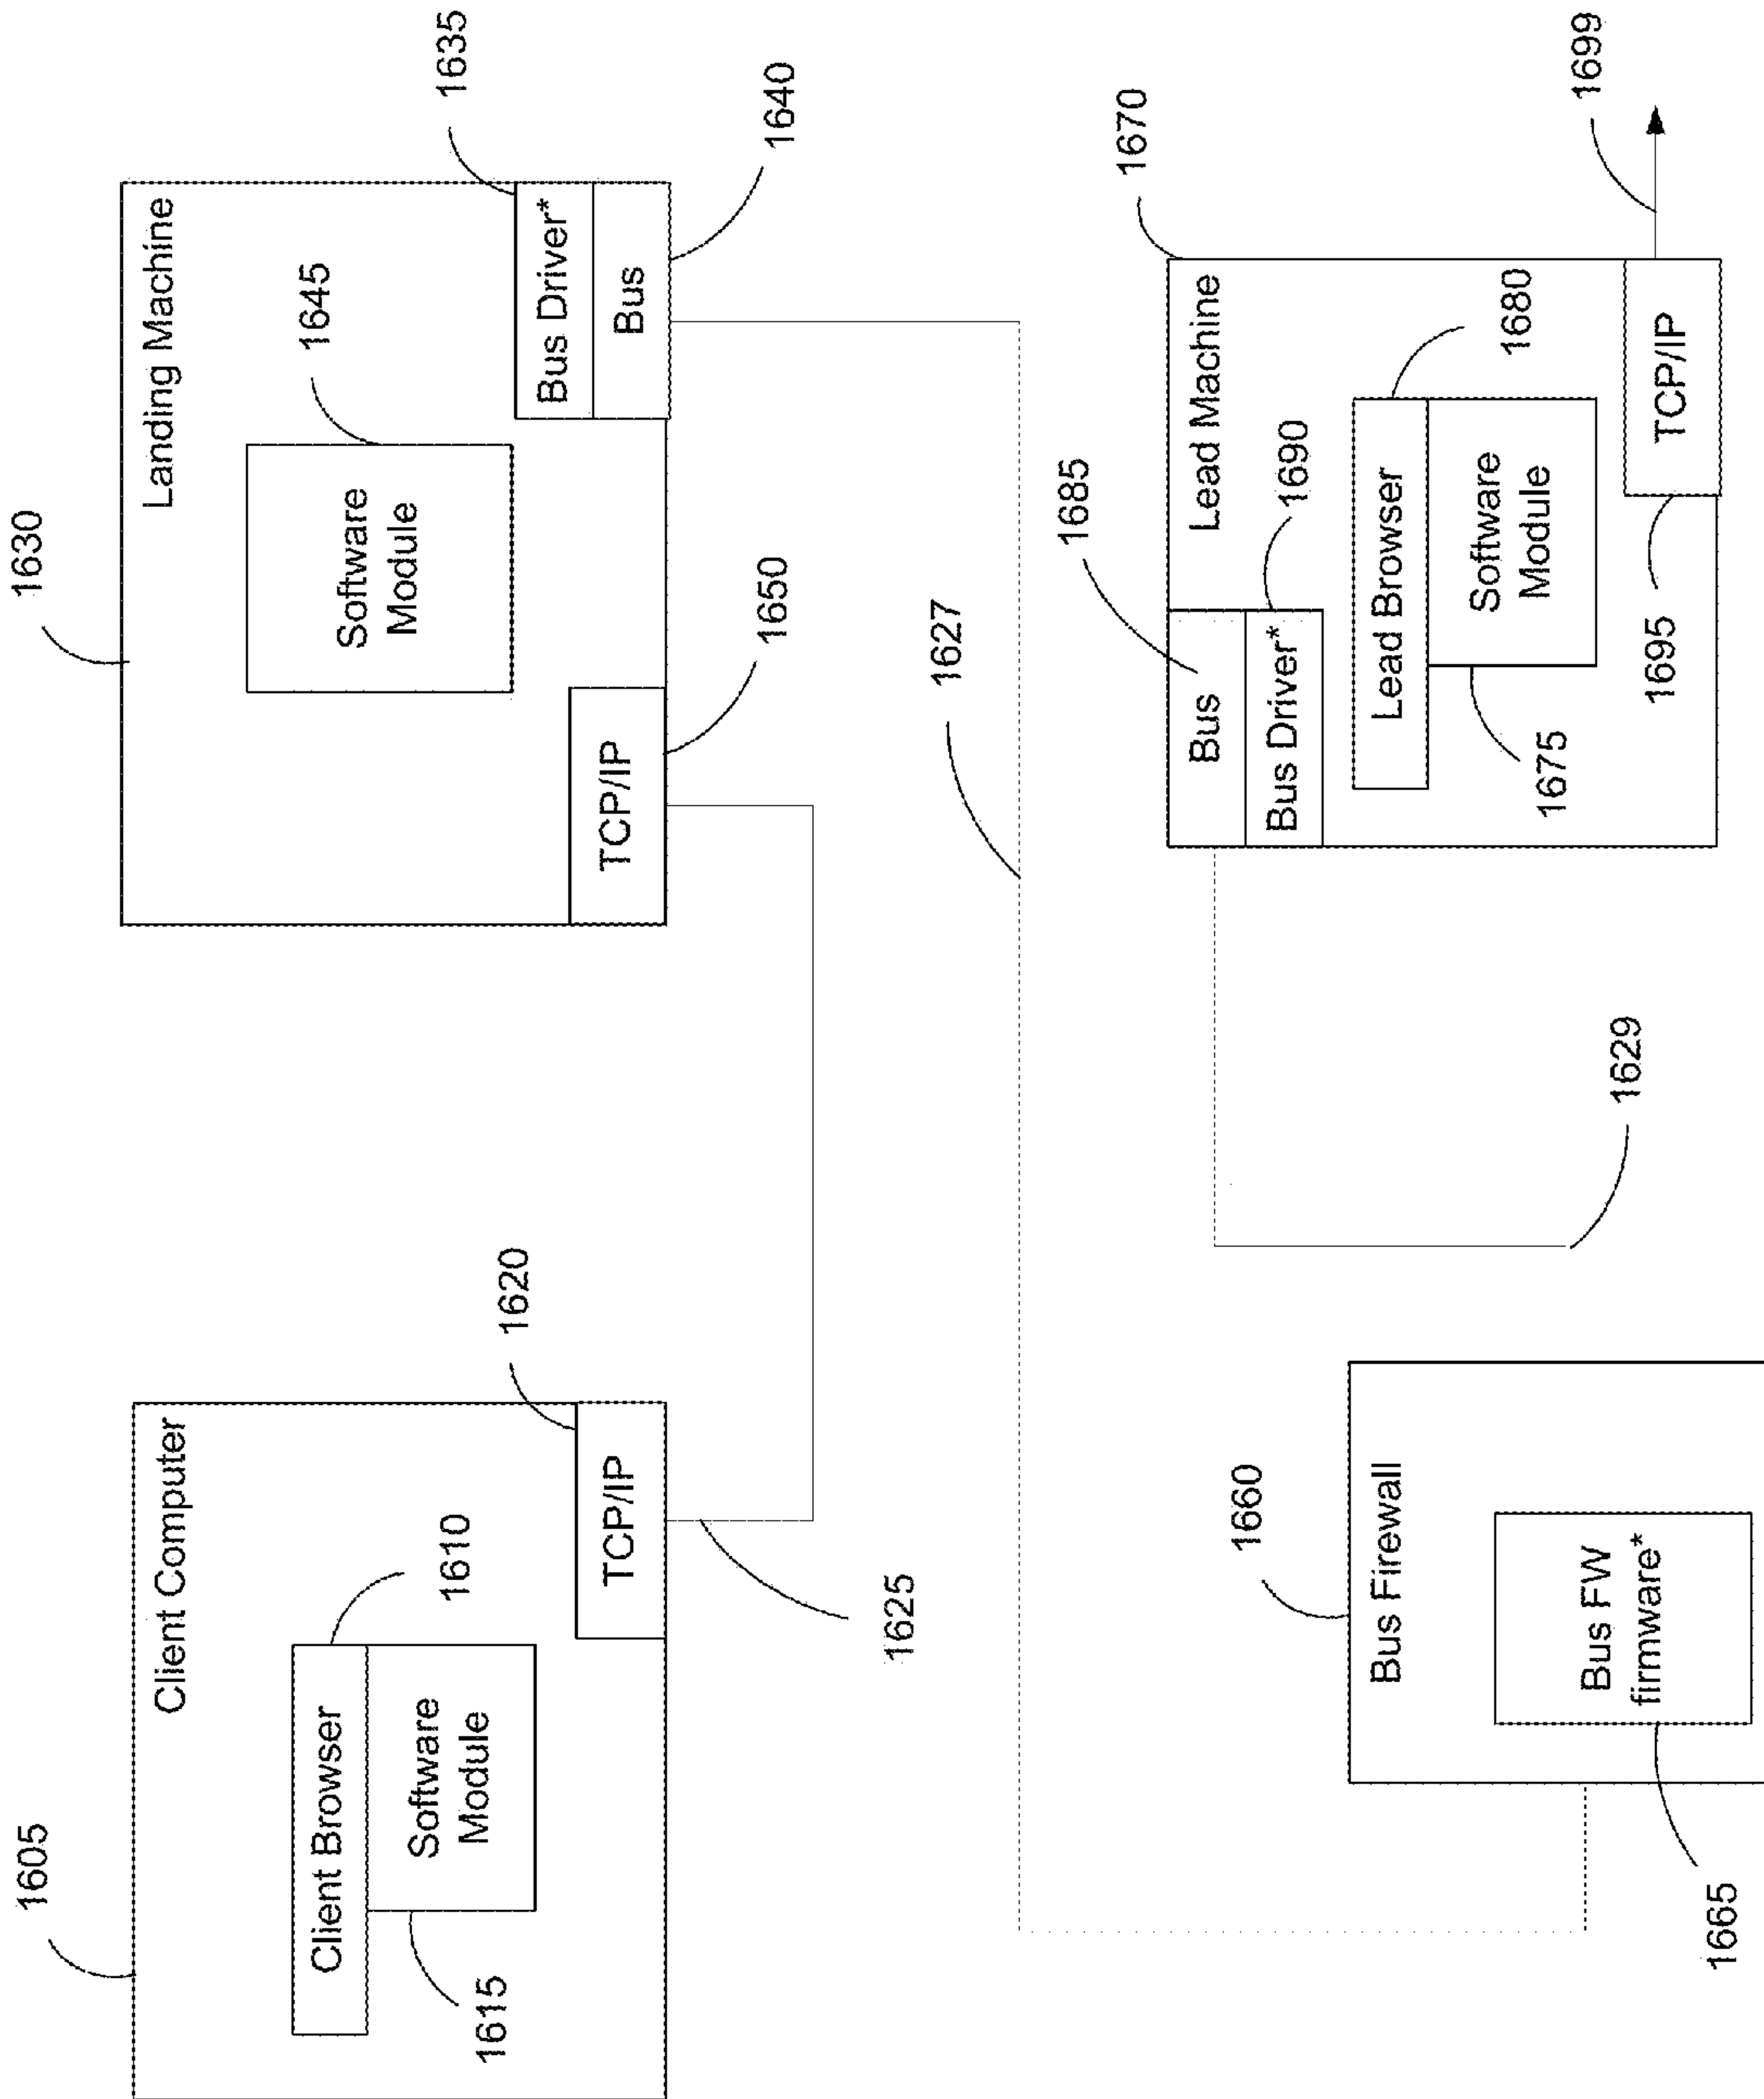 1605
Client Computer
Client Browser
1610
Software
Module
1615
TCP/IP
1620
1625
1630
Landing Machine
Software
Module
1645
TCP/IP
1650
Bus Driver*
1635
Bus
1640
1627
Bus Firewall
1660
Bus FW
firmware*
1665
1629
Lead Machine
1670
Bus
1685
Bus Driver*
1690
Lead Browser
1680
Software
Module
1675
TCP/IP
1695
1699